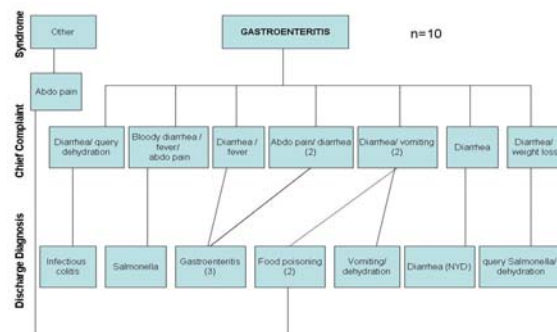 Syndrome
Other
GASTROENTERITIS
n=10
Chief Complaint
Abdo pain
Diarrhea/ query
dehydration
Bloody diarrhea /
fever/
abdo pain
Diarrhea /
fever
Abdo pain/ diarrhea
(2)
Diarrhea/ vomiting
(2)
Diarrhea
Diarrhea/
weight loss
Discharge Diagnosis
Infectious
colitis
Salmonella
Gastroenteritis
(3)
Food poisoning
(2)
Vomiting/
dehydration
Diarrhea (NYD)
query Salmonella/
dehydration